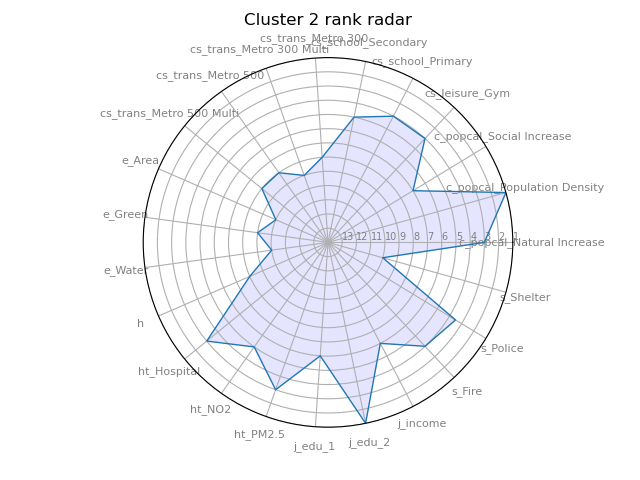 Cluster 2 rank radar
cs_trans_Metro 300
cs_school_Secondary
cs_trans_Metro 300 Multi
cs_school_Primary
cs_trans_Metro 500
cs_leisure_Gym
cs_trans_Metro 500 Multi
c_popcal_Social Increase
e_Area
c_popcal_Population Density
e_Green
13 12 11 10 9 8 7 6 5 4 3 2 1
c_popcal_Natural Increase
e_Water
s_Shelter
h
s_Police
ht_Hospital
s_Fire
ht_NO2
j_income
ht_PM2.5
j_edu_2
j_edu_1